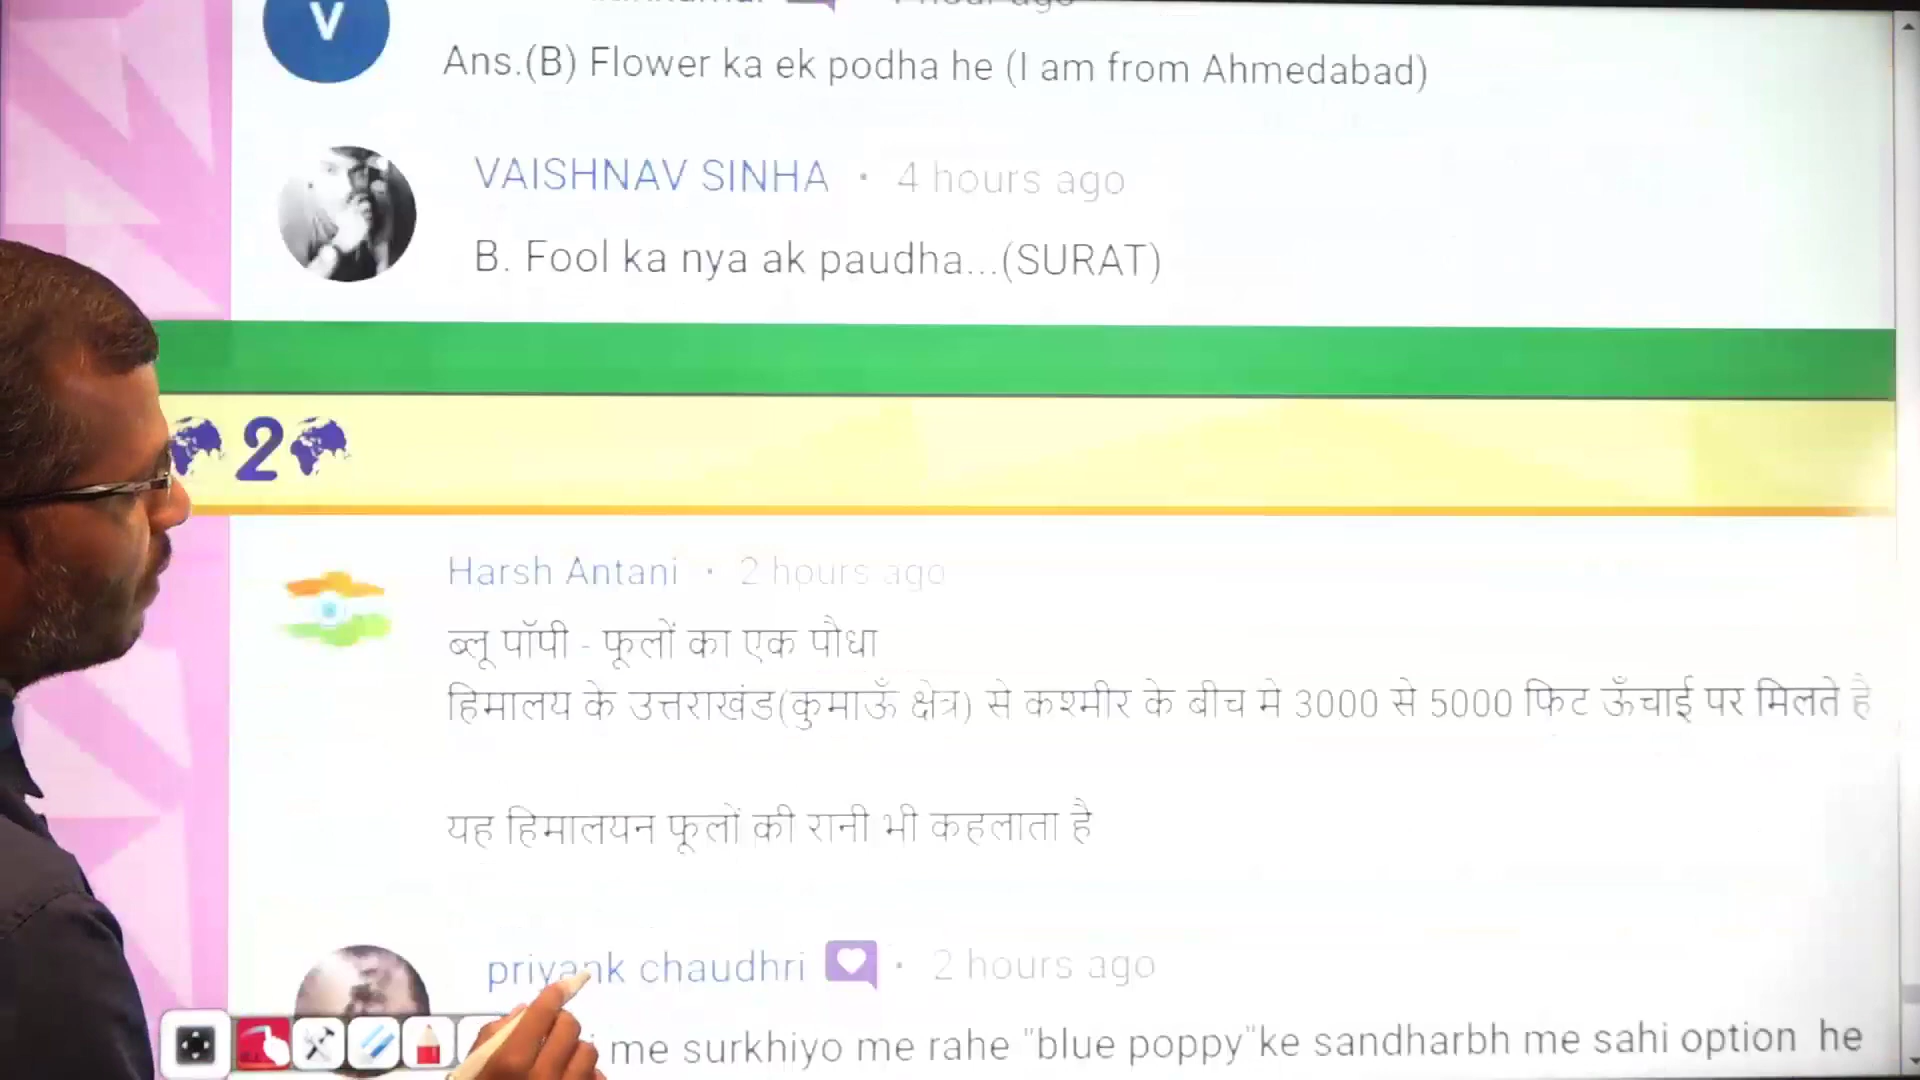 V
Ans.(B) Flower ka ek podha he (I am from Ahmedabad)
VAISHNAV SINHA · 4 hours ago
B. Fool ka nya ak paudha...(SURAT)
2
Harsh Antani · 2 hours ago
ब्लू पॉपी - फूलों का एक पौधा
हिमालय के उत्तराखंड(कुमाऊँ क्षेत्र) से कश्मीर के बीच मे 3000 से 5000 फिट ऊँचाई पर मिलते है
यह हिमालयन फूलों की रानी भी कहलाता है
priyank chaudhri · 2 hours ago
me surkhiyo me rahe "blue poppy"ke sandharbh me sahi option he